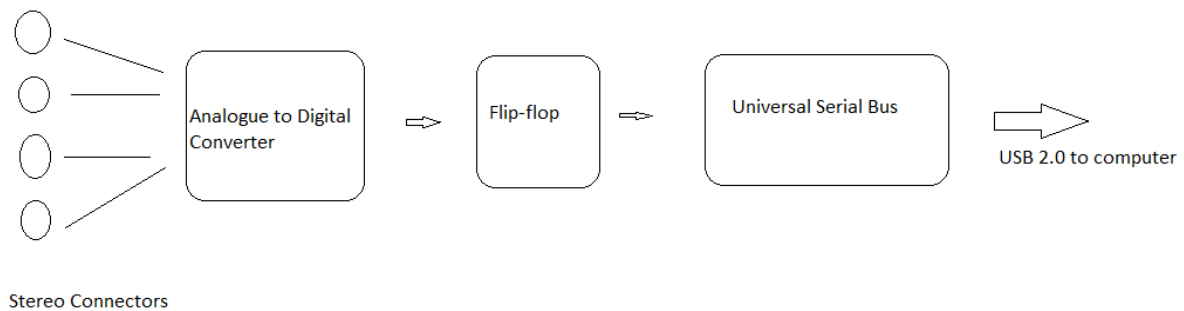 Analogue to Digital
Converter
Flip-flop
Universal Serial Bus
USB 2.0 to computer
Stereo Connectors